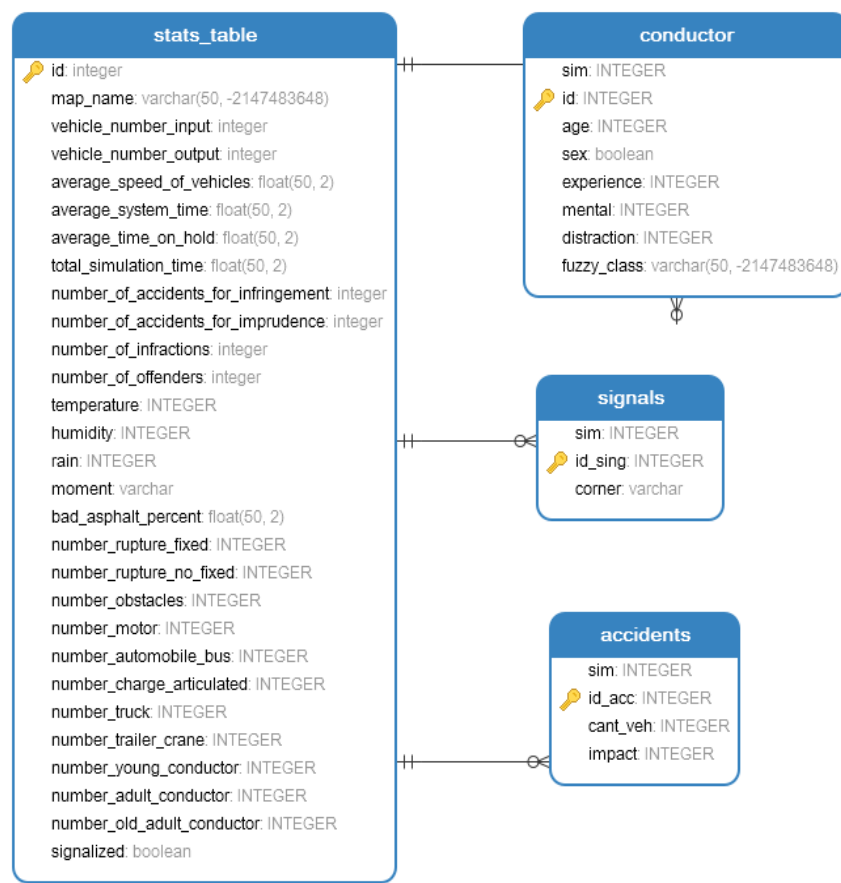 stats_table
id: integer
map_name: varchar(50, -2147483648)
vehicle_number_input: integer
vehicle_number_output: integer
average_speed_of_vehicles: float(50, 2)
average_system_time: float(50, 2)
average_time_on_hold: float(50, 2)
total_simulation_time: float(50, 2)
number_of_accidents_for_infringement: integer
number_of_accidents_for_imprudence: integer
number_of_infractions: integer
number_of_offenders: integer
temperature: INTEGER
humidity: INTEGER
rain: INTEGER
moment: varchar
bad_asphalt_percent: float(50, 2)
number_rupture_fixed: INTEGER
number_rupture_no_fixed: INTEGER
number_obstacles: INTEGER
number_motor: INTEGER
number_automobile_bus: INTEGER
number_charge_articulated: INTEGER
number_truck: INTEGER
number_trailer_crane: INTEGER
number_young_conductor: INTEGER
number_adult_conductor: INTEGER
number_old_adult_conductor: INTEGER
signalized: boolean
conductor
sim: INTEGER
id: INTEGER
age: INTEGER
sex: boolean
experience: INTEGER
mental: INTEGER
distraction: INTEGER
fuzzy_class: varchar(50, -2147483648)
signals
sim: INTEGER
id_sing: INTEGER
corner: varchar
accidents
sim: INTEGER
id_acc: INTEGER
cant_veh: INTEGER
impact: INTEGER